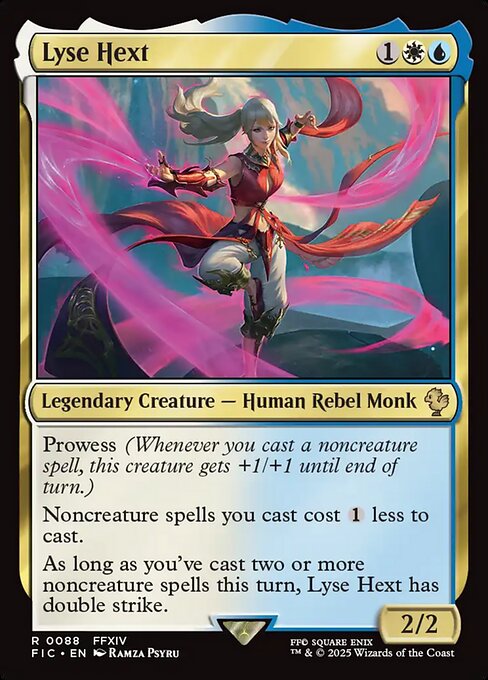 Lyse Hext 1
Legendary Creature — Human Rebel Monk
Prowess (Whenever you cast a noncreature
spell, this creature gets +1/+1 until end of
turn.)
Noncreature spells you cast cost 1 less to
cast.
As long as you've cast two or more
noncreature spells this turn, Lyse Hext has
double strike.
2/2
R 0088 FFXIV
FIC • EN Ramza Psyru
FF© SQUARE ENIX
™ & © 2025 Wizards of the Coast